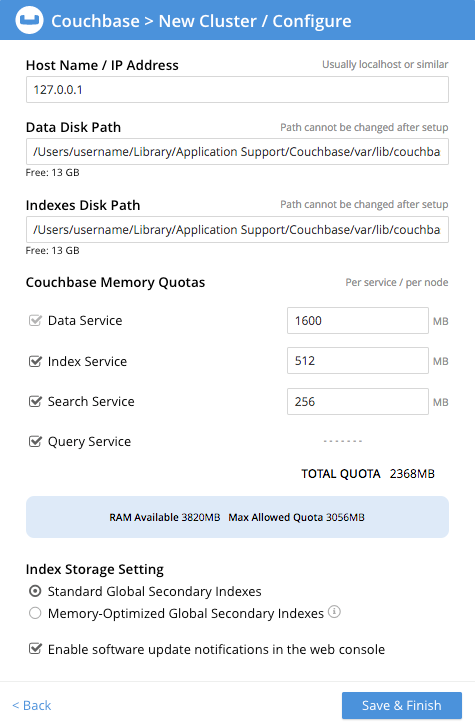 Couchbase > New Cluster / Configure
Host Name / IP Address Usually localhost or similar
127.0.0.1
Data Disk Path Path cannot be changed after setup
/Users/username/Library/Application Support/Couchbase/var/lib/couchba
Free: 13 GB
Indexes Disk Path Path cannot be changed after setup
/Users/username/Library/Application Support/Couchbase/var/lib/couchba
Free: 13 GB
Couchbase Memory Quotas Per service / per node
Data Service 1600 MB
Index Service 512 MB
Search Service 256 MB
Query Service -------
TOTAL QUOTA 2368MB
RAM Available 3820MB Max Allowed Quota 3056MB
Index Storage Setting
Standard Global Secondary Indexes
Memory-Optimized Global Secondary Indexes
Enable software update notifications in the web console
< Back Save & Finish